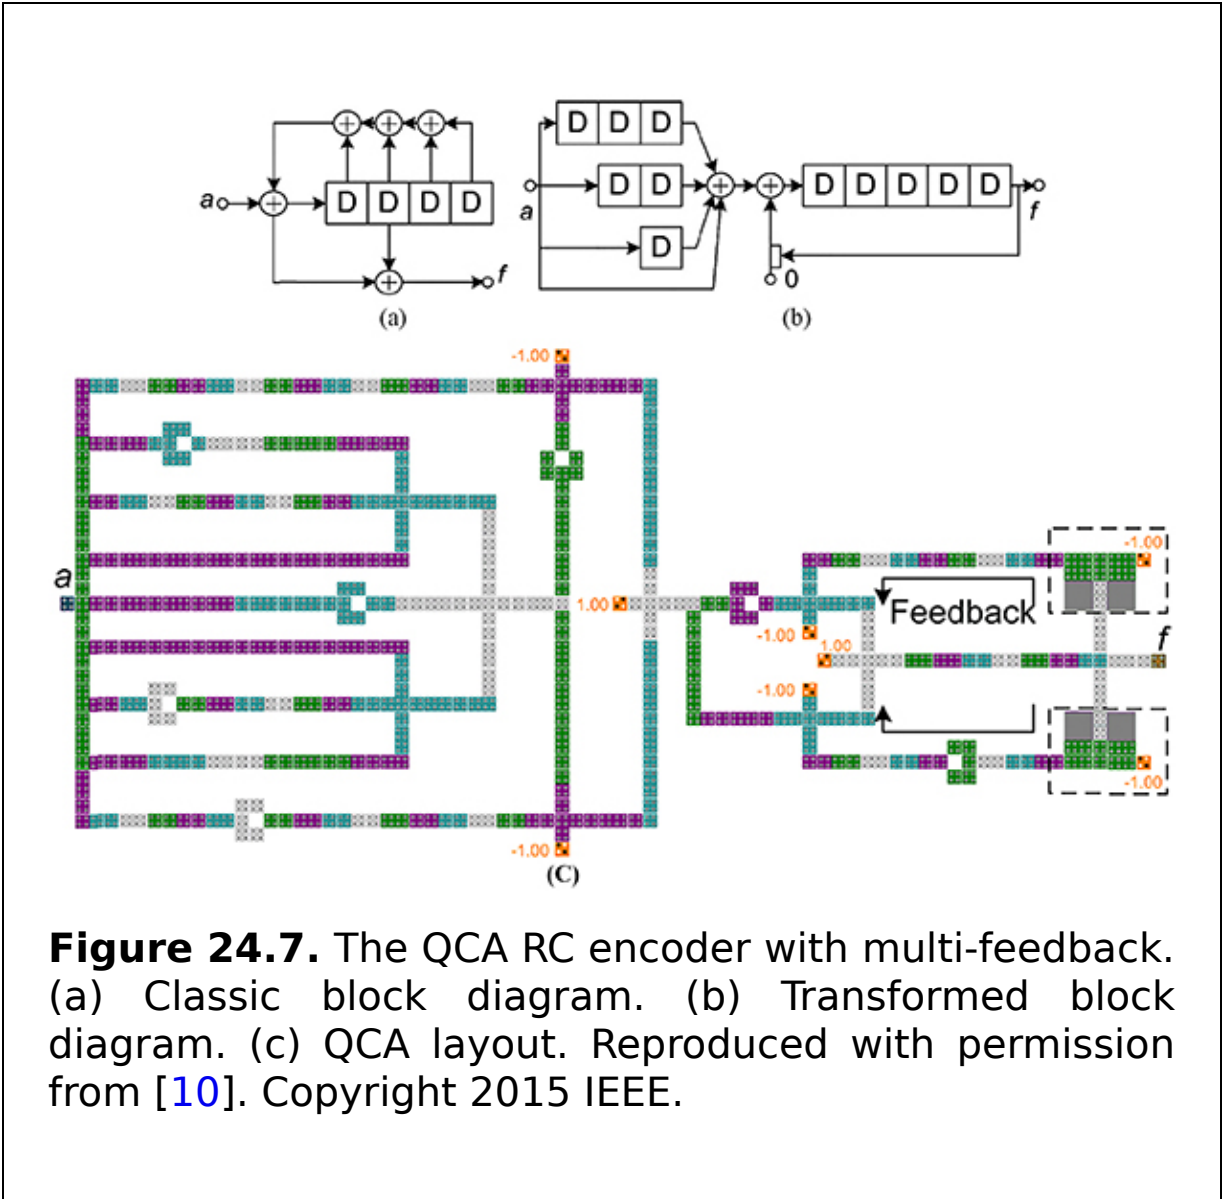 D D D
a D D D D
D D
D D D D D
a
f
D
f
0
(a)
(b)
-1.00
a
1.00
-1.00
Feedback
f
-1.00
1.00
-1.00
-1.00
-1.00
(C)
Figure 24.7. The QCA RC encoder with multi-feedback.
(a) Classic block diagram. (b) Transformed block
diagram. (c) QCA layout. Reproduced with permission
from [10]. Copyright 2015 IEEE.